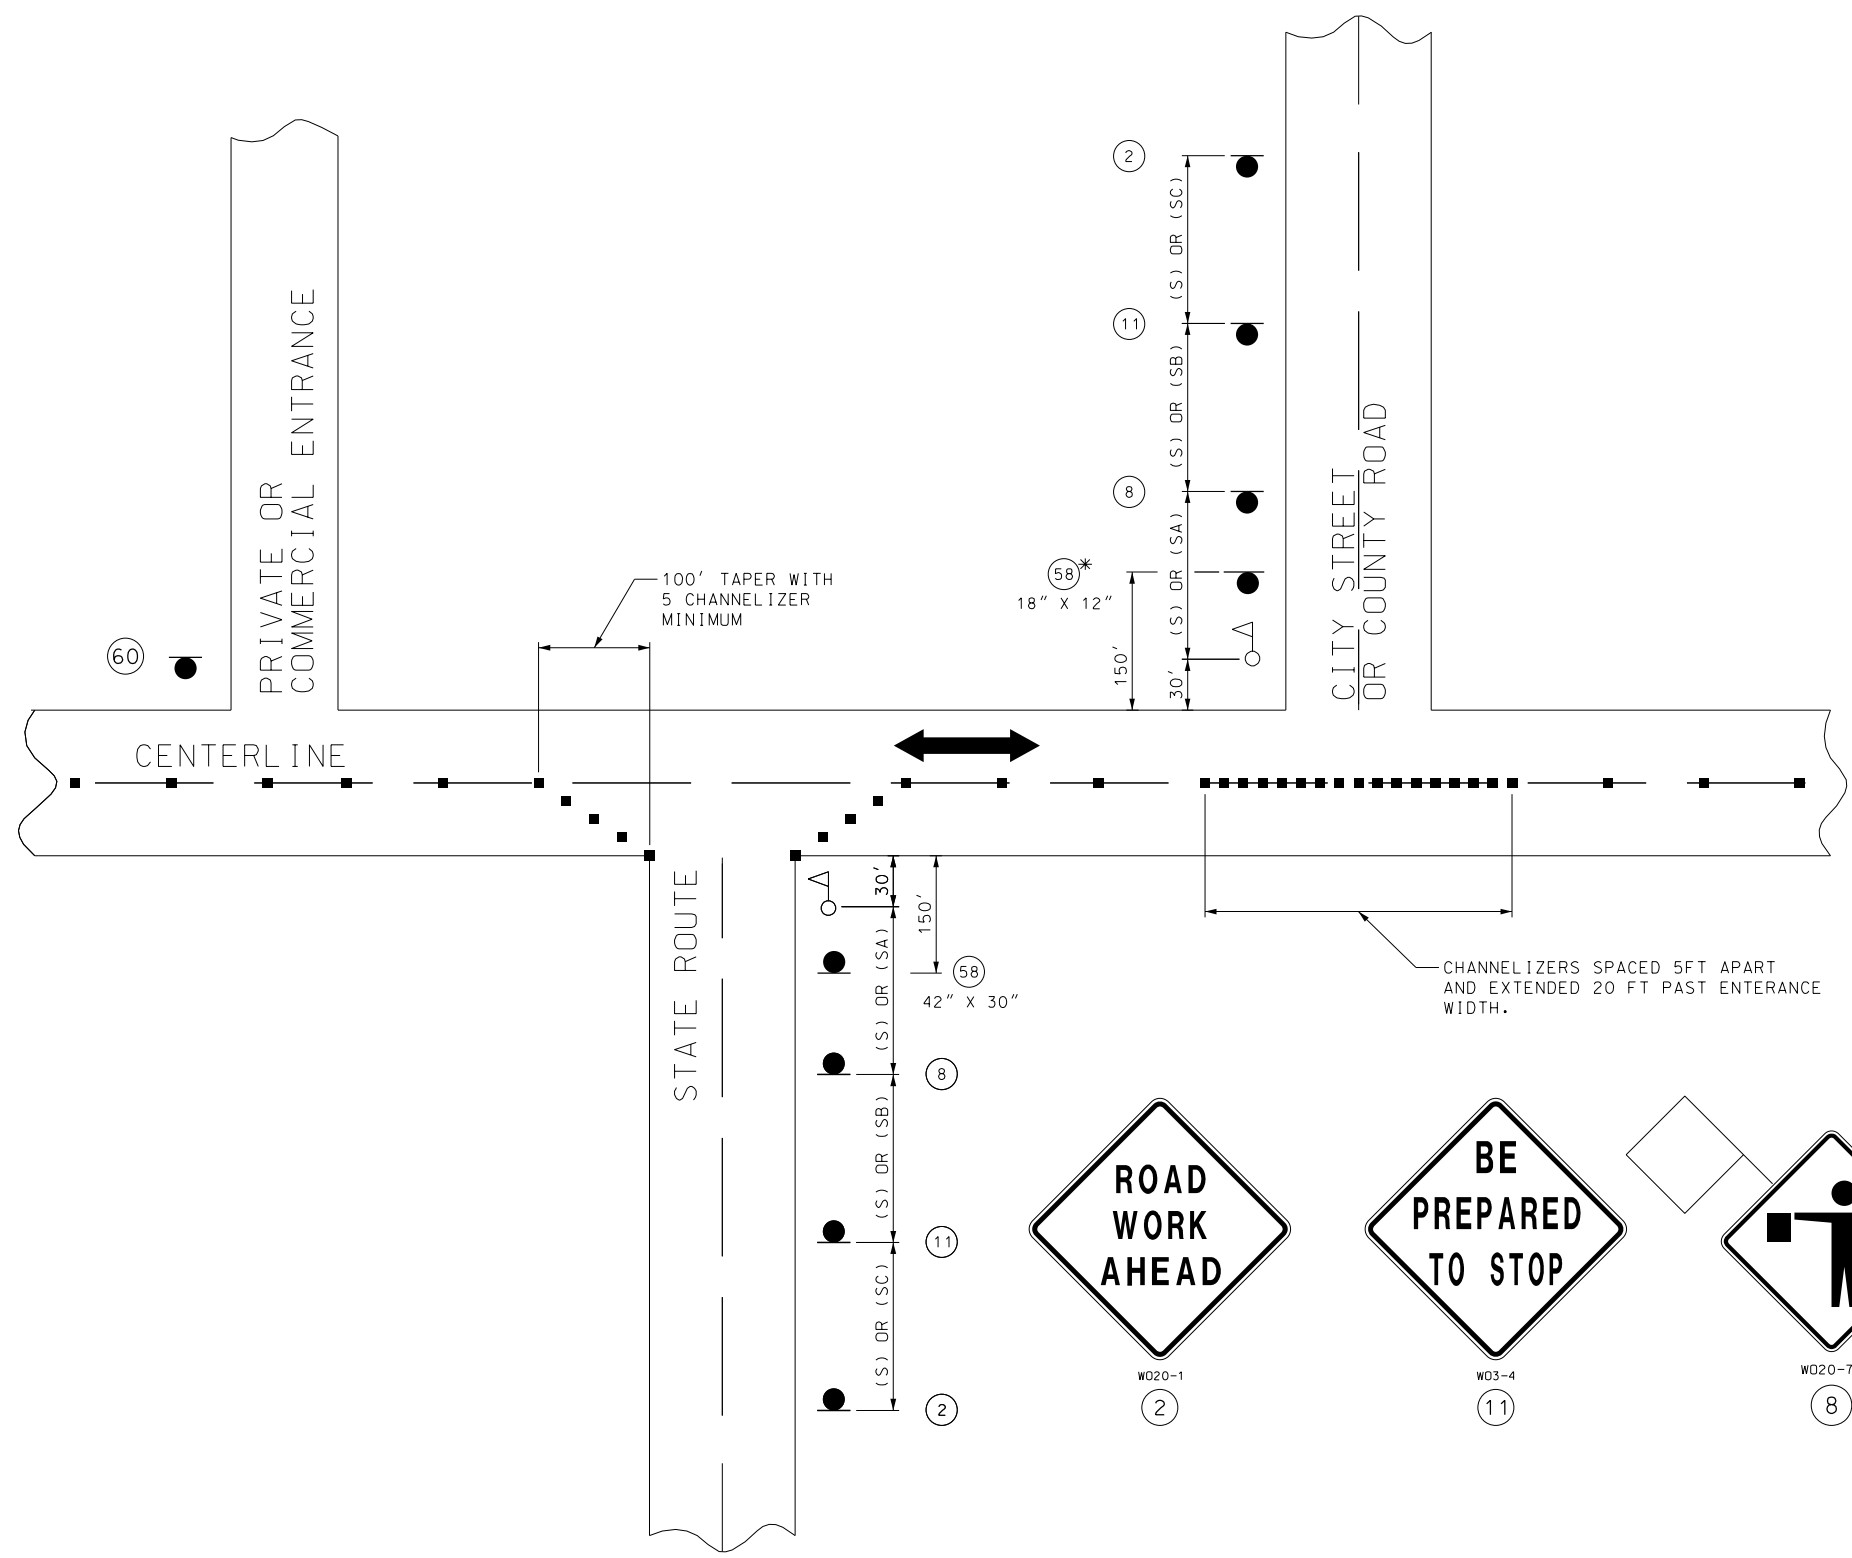 2
(S) OR (SC)
11
(S) OR (SB)
8
(S) OR (SA)
58*
18" X 12"
150'
30'
CITY STREET
OR COUNTY ROAD
PRIVATE OR
COMMERCIAL ENTRANCE
100' TAPER WITH
5 CHANNELIZER
MINIMUM
60
CENTERLINE
STATE ROUTE
30'
150'
(S) OR (SA)
58
42" X 30"
8
(S) OR (SB)
11
(S) OR (SC)
2
CHANNELIZERS SPACED 5FT APART
AND EXTENDED 20 FT PAST ENTERANCE
WIDTH.
ROAD
WORK
AHEAD
WO20-1
2
BE
PREPARED
TO STOP
WO3-4
11
WO20-7
8